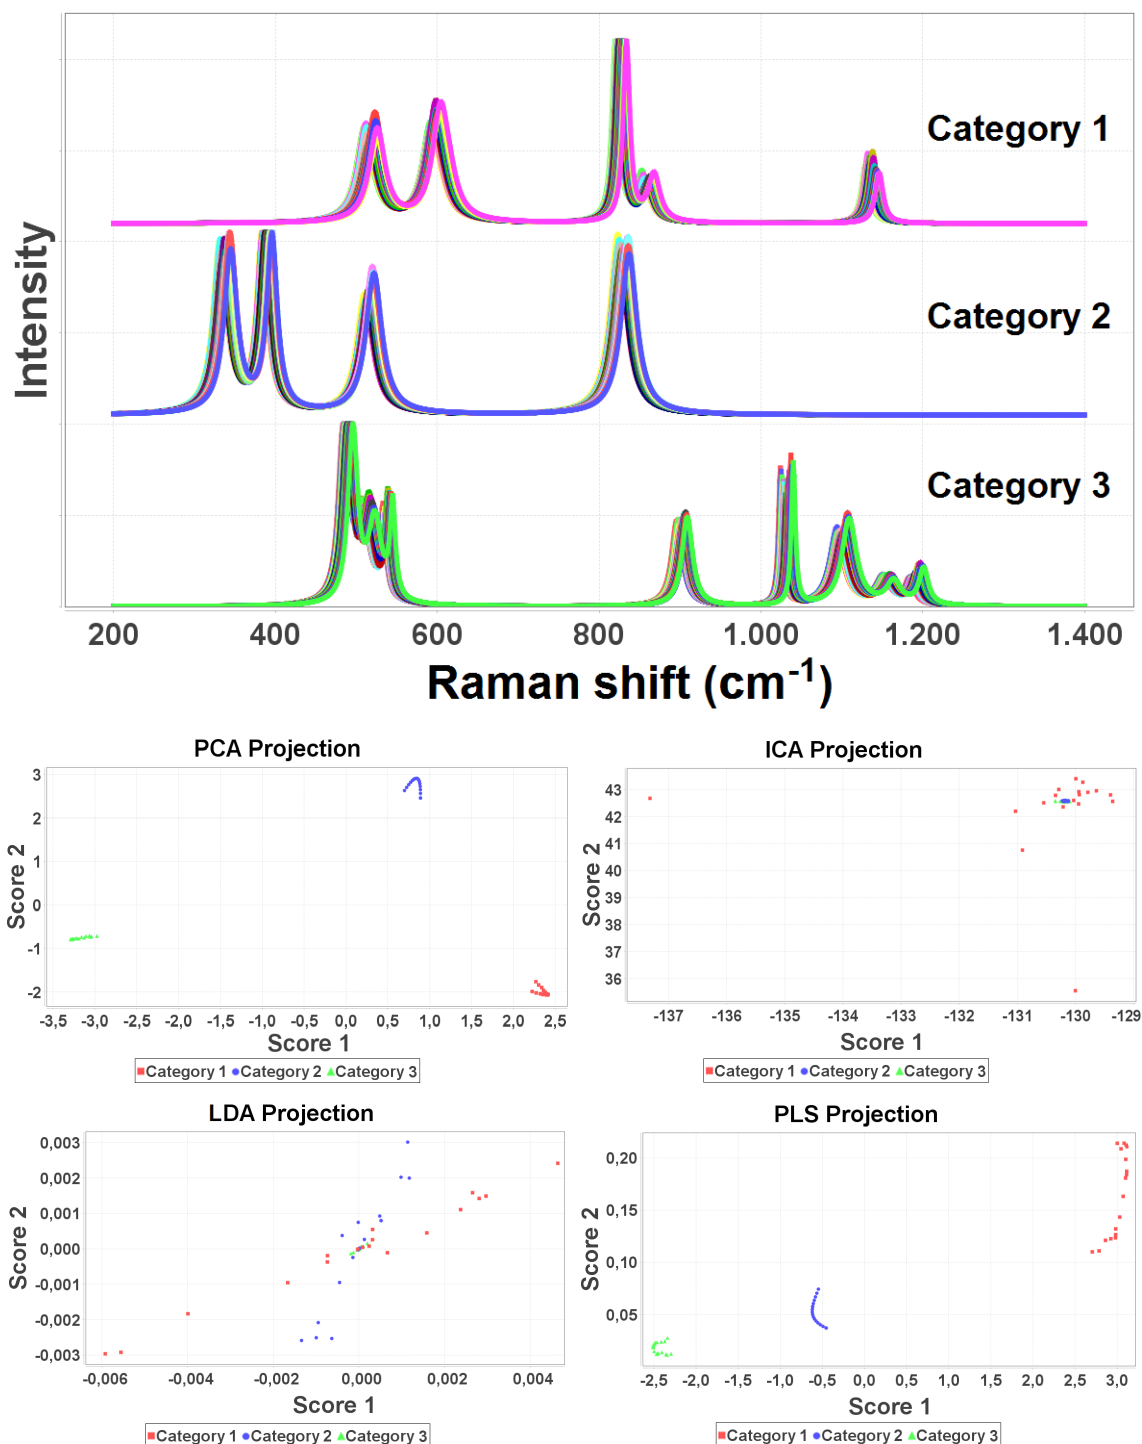 Category 1
Category 2
Category 3
Intensity
200 400 600 800 1.000 1.200 1.400
Raman shift (cm-1)
PCA Projection
3
2
1
0
-1
-2
Score 2
-3,5 -3,0 -2,5 -2,0 -1,5 -1,0 -0,5 0,0 0,5 1,0 1,5 2,0 2,5
Score 1
Category 1 Category 2 Category 3
ICA Projection
43
42
41
40
39
38
37
36
Score 2
-137 -136 -135 -134 -133 -132 -131 -130 -129
Score 1
Category 1 Category 2 Category 3
LDA Projection
0,003
0,002
0,001
0,000
-0,001
-0,002
-0,003
Score 2
-0,006 -0,004 -0,002 0,000 0,002 0,004
Score 1
Category 1 Category 2 Category 3
PLS Projection
0,20
0,15
0,10
0,05
Score 2
-2,5 -2,0 -1,5 -1,0 -0,5 0,0 0,5 1,0 1,5 2,0 2,5 3,0
Score 1
Category 1 Category 2 Category 3